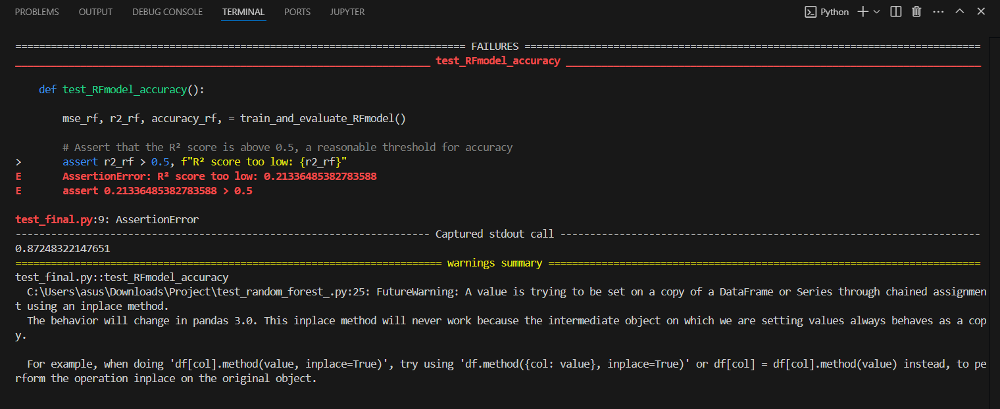 PROBLEMS OUTPUT DEBUG CONSOLE TERMINAL PORTS JUPYTER Python
=========================================================================== FAILURES ============================================================================
______________________________________________________________________ test_RFmodel_accuracy ______________________________________________________________________
def test_RFmodel_accuracy():
mse_rf, r2_rf, accuracy_rf, = train_and_evaluate_RFmodel()
# Assert that the R² score is above 0.5, a reasonable threshold for accuracy
> assert r2_rf > 0.5, f"R² score too low: {r2_rf}"
E AssertionError: R² score too low: 0.21336485382783588
E assert 0.21336485382783588 > 0.5
test_final.py:9: AssertionError
---------------------------------------------------------------------- Captured stdout call -----------------------------------------------------------------------
0.87248322147651
======================================================================== warnings summary =========================================================================
test_final.py::test_RFmodel_accuracy
C:\Users\asus\Downloads\Project\test_random_forest_.py:25: FutureWarning: A value is trying to be set on a copy of a DataFrame or Series through chained assignmen
t using an inplace method.
The behavior will change in pandas 3.0. This inplace method will never work because the intermediate object on which we are setting values always behaves as a cop
y.
For example, when doing 'df[col].method(value, inplace=True)', try using 'df.method({col: value}, inplace=True)' or df[col] = df[col].method(value) instead, to pe
rform the operation inplace on the original object.